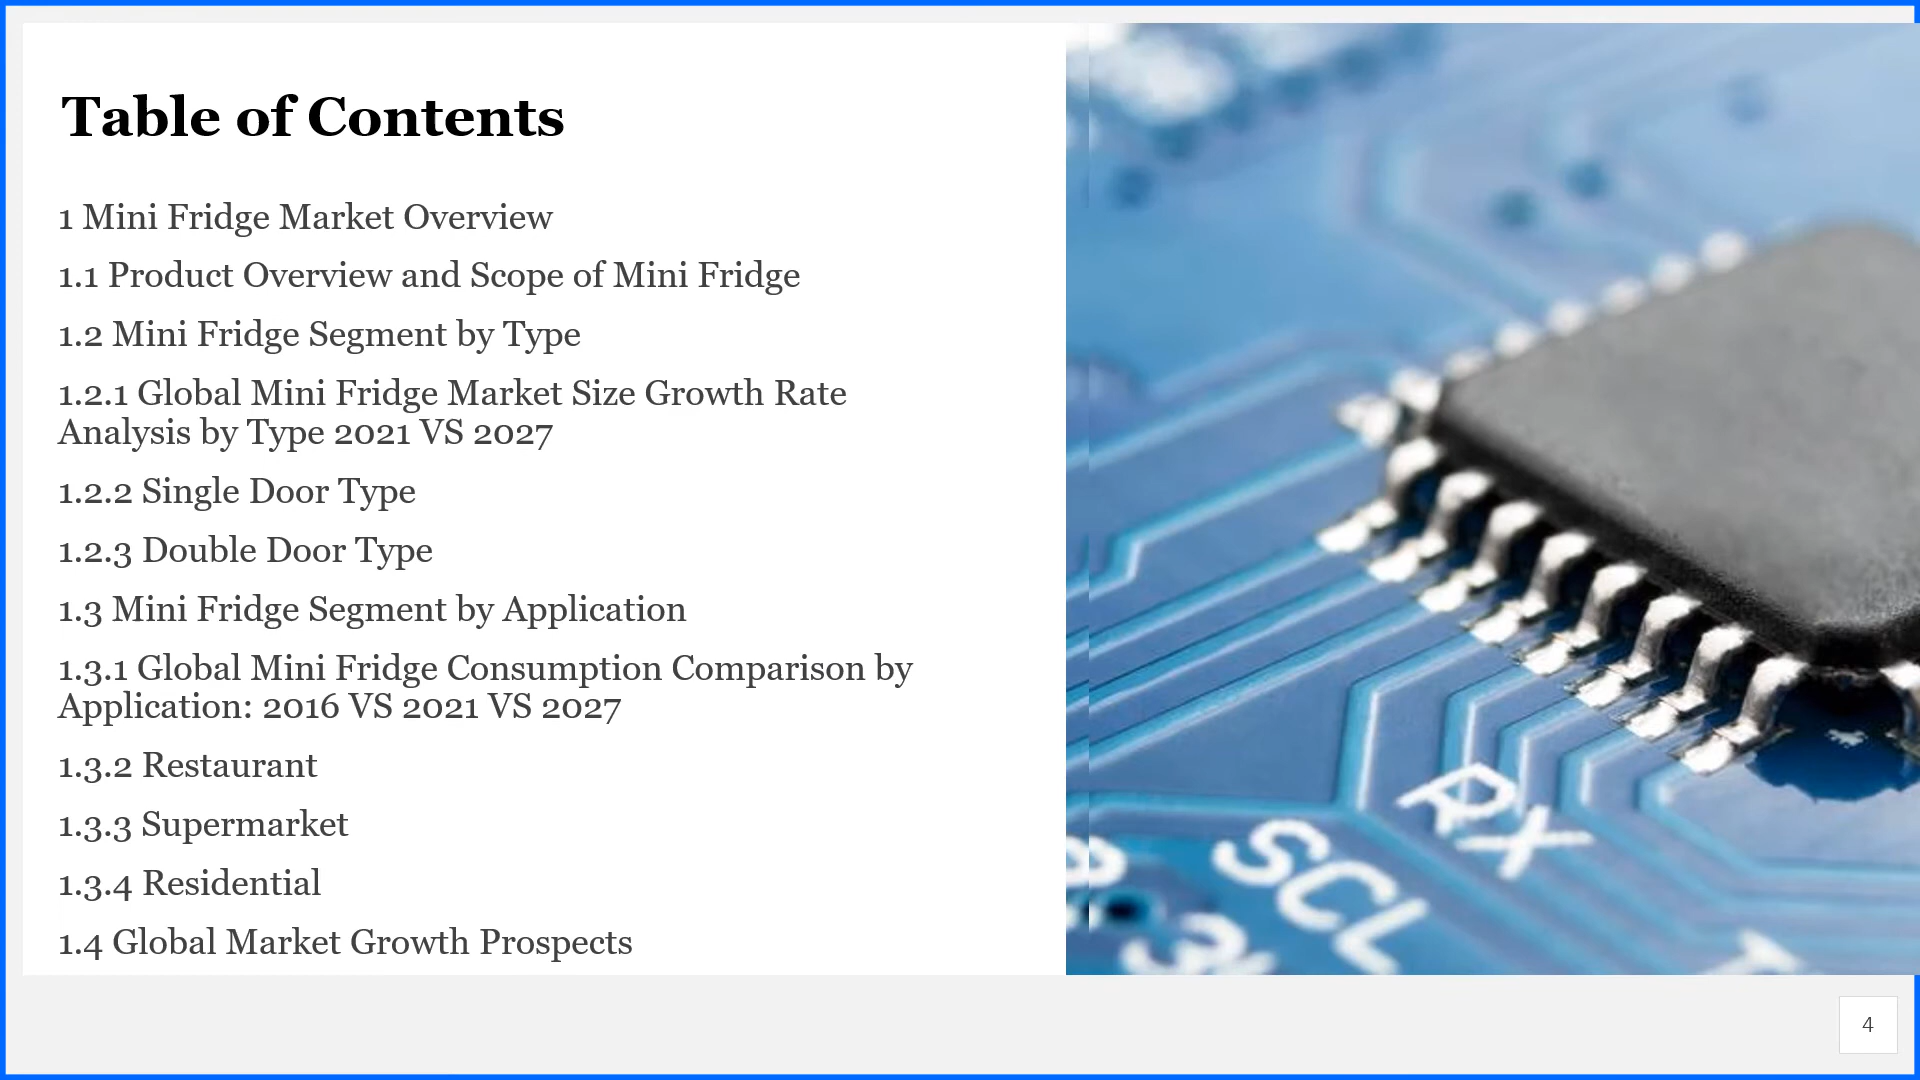 Table of Contents
1 Mini Fridge Market Overview
1.1 Product Overview and Scope of Mini Fridge
1.2 Mini Fridge Segment by Type
1.2.1 Global Mini Fridge Market Size Growth Rate
Analysis by Type 2021 VS 2027
1.2.2 Single Door Type
1.2.3 Double Door Type
1.3 Mini Fridge Segment by Application
1.3.1 Global Mini Fridge Consumption Comparison by
Application: 2016 VS 2021 VS 2027
1.3.2 Restaurant
1.3.3 Supermarket
1.3.4 Residential
1.4 Global Market Growth Prospects
RX
SCL
4